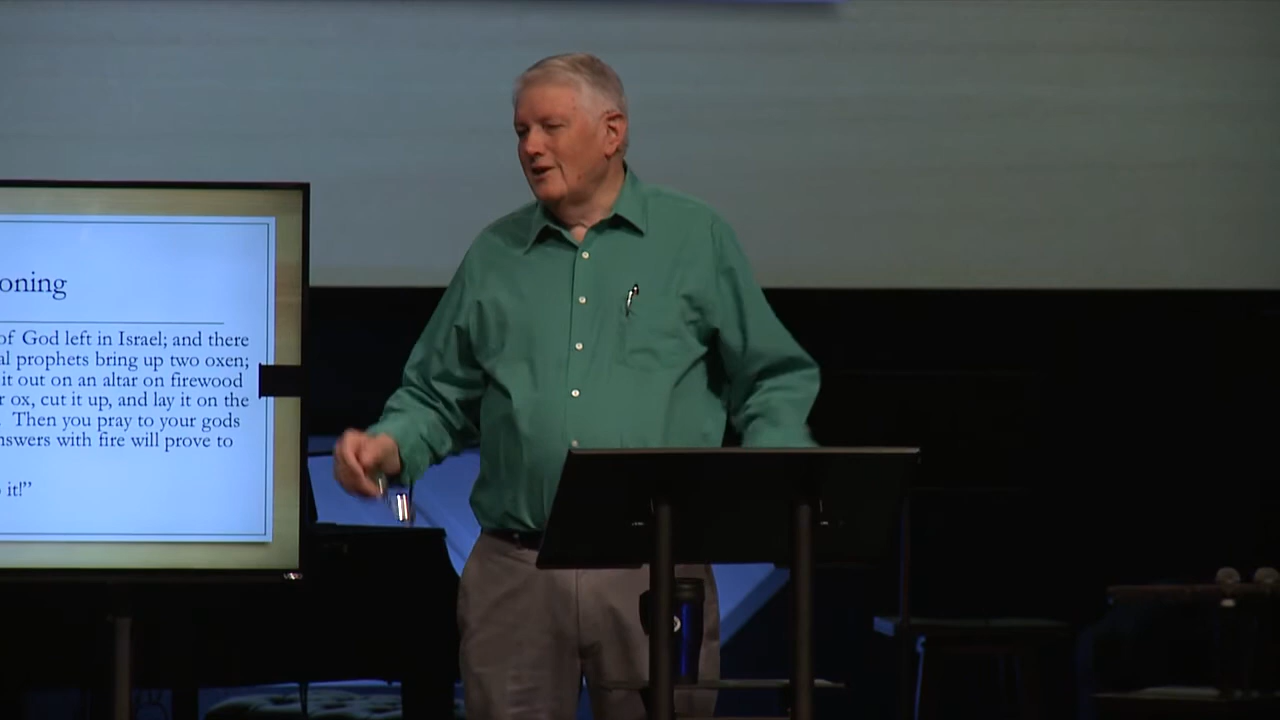 oning
of God left in Israel; and there
al prophets bring up two oxen;
it out on an altar on firewood
r ox, cut it up, and lay it on the
. Then you pray to your gods
nswers with fire will prove to
it!”